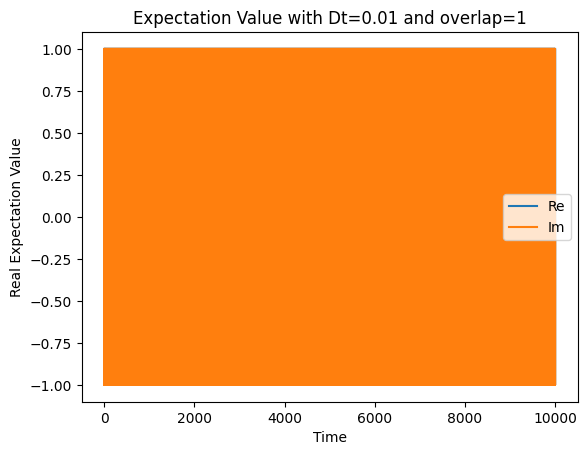 Expectation Value with Dt=0.01 and overlap=1
Real Expectation Value
1.00
0.75
0.50
0.25
0.00
−0.25
−0.50
−0.75
−1.00
Re
Im
0 2000 4000 6000 8000 10000
Time